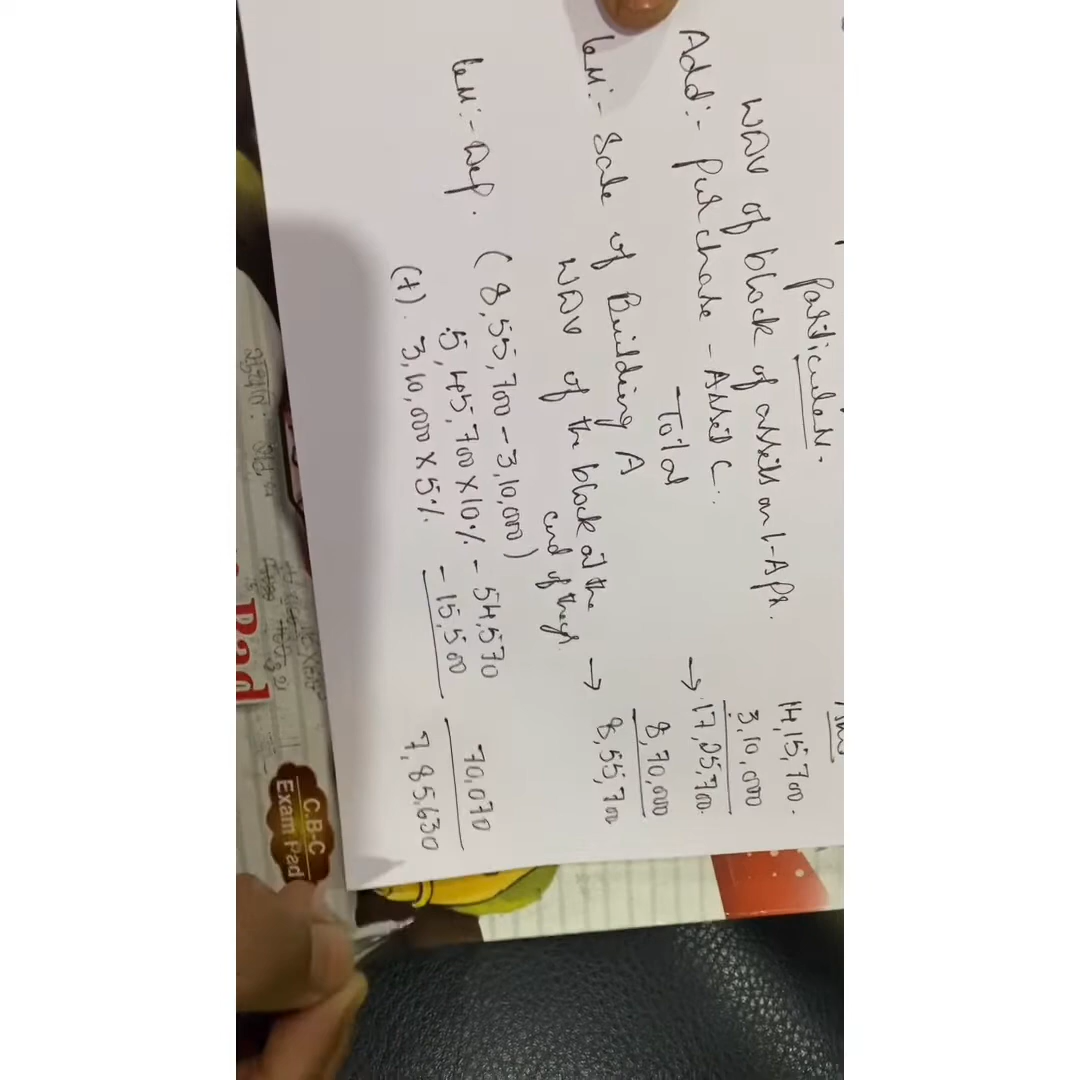 Particulars.
WDV of block of assets on 1-Apr. 14,15,700.
Add:- Purchase - Asset C. 3,10,000
- Total → 17,25,700.
Less:- Sale of Building A 8,70,000
WDV of the block at the end of the yr. → 8,55,700
Less:- Dep. (8,55,700 - 3,10,000)
5,45,700 x 10% - 54,570
(+). 3,10,000 x 5% - 15,500 70,070
7,85,630
C.B-C
Exam Pad
Pad